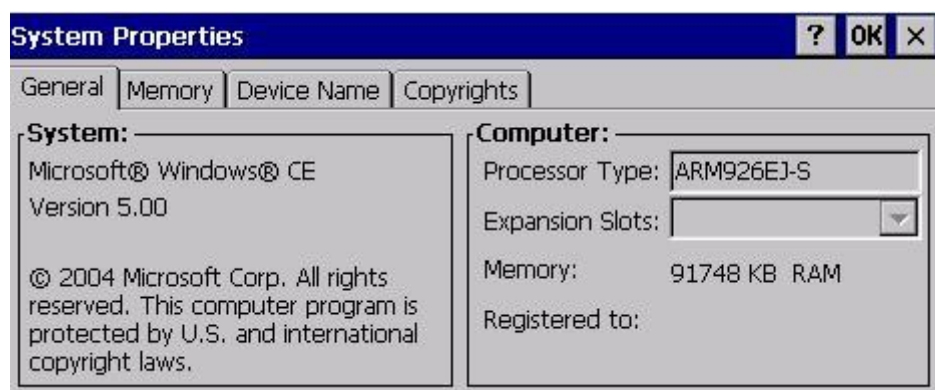 System Properties ? OK ×
General Memory Device Name Copyrights
System:
Microsoft® Windows® CE
Version 5.00
© 2004 Microsoft Corp. All rights
reserved. This computer program is
protected by U.S. and international
copyright laws.
Computer:
Processor Type: ARM926EJ-S
Expansion Slots:
Memory: 91748 KB RAM
Registered to: